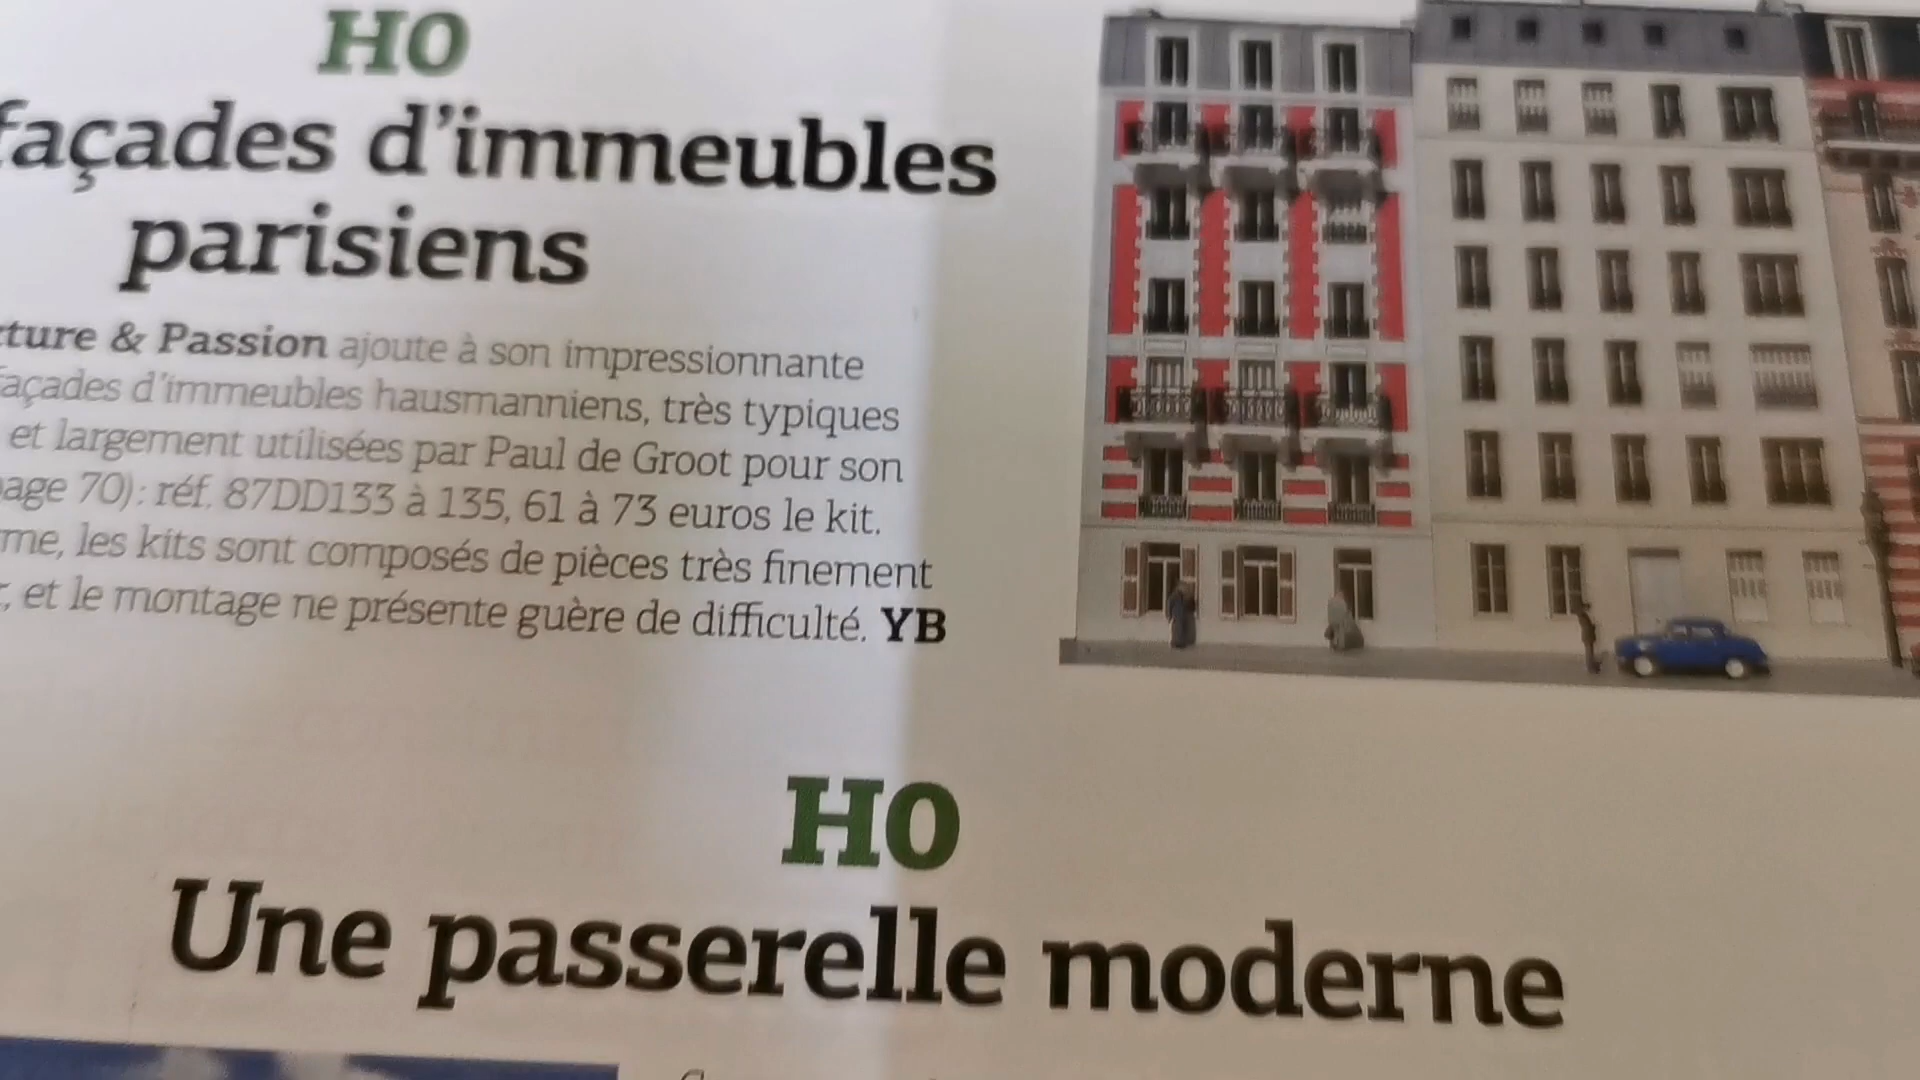 HO
façades d'immeubles
parisiens
cture & Passion ajoute à son impressionnante
façades d'immeubles hausmanniens, très typiques
et largement utilisées par Paul de Groot pour son
page 70): réf. 87DD133 à 135, 61 à 73 euros le kit.
me, les kits sont composés de pièces très finement
, et le montage ne présente guère de difficulté. YB
HO
Une passerelle moderne